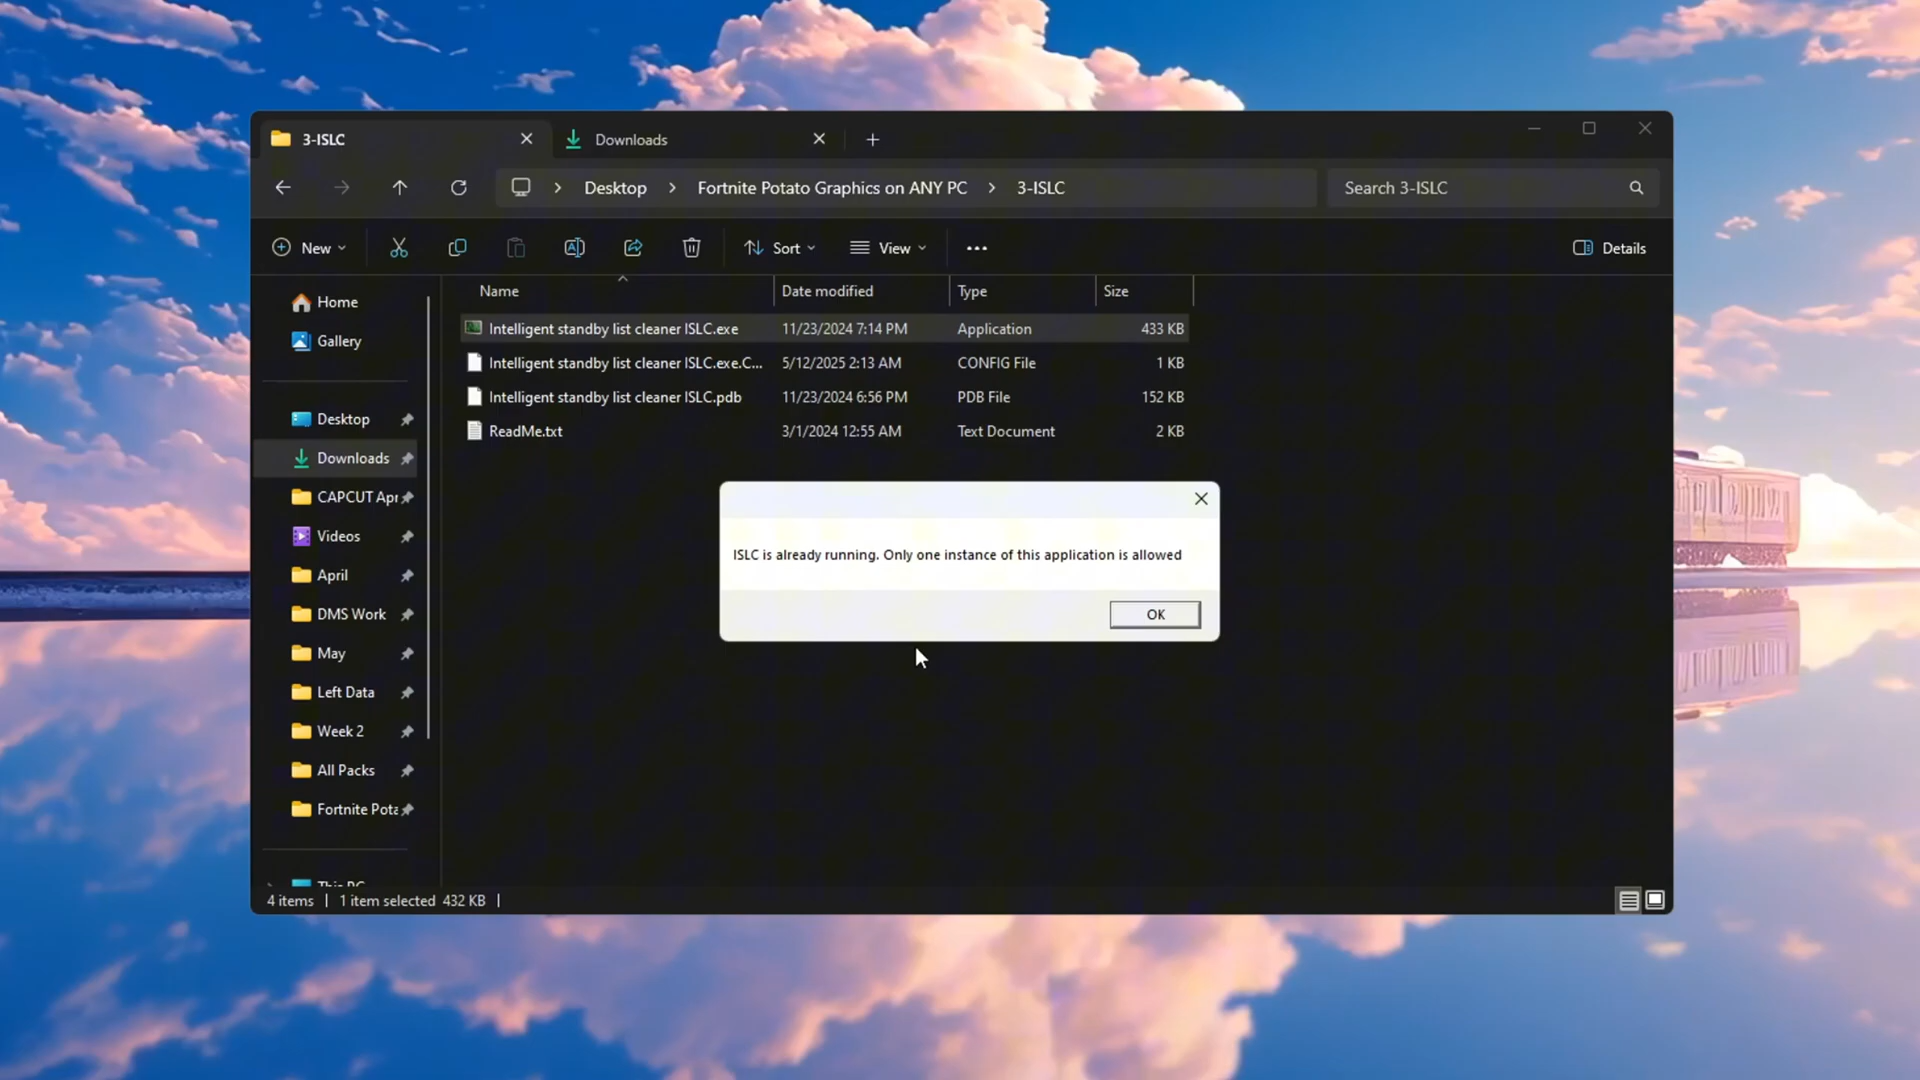 3-ISLC
Downloads
Desktop
Fortnite Potato Graphics on ANY PC
3-ISLC
Search 3-ISLC
New
Sort
View
Details
Name
Date modified
Type
Size
Intelligent standby list cleaner ISLC.exe 11/23/2024 7:14 PM Application 433 KB
Intelligent standby list cleaner ISLC.exe.C... 5/12/2025 2:13 AM CONFIG File 1 KB
Intelligent standby list cleaner ISLC.pdb 11/23/2024 6:56 PM PDB File 152 KB
ReadMe.txt 3/1/2024 12:55 AM Text Document 2 KB
Home
Gallery
Desktop
Downloads
CAPCUT Apr
Videos
April
DMS Work
May
Left Data
Week 2
All Packs
Fortnite Pota
This PC
ISLC is already running. Only one instance of this application is allowed
OK
4 items
1 item selected 432 KB